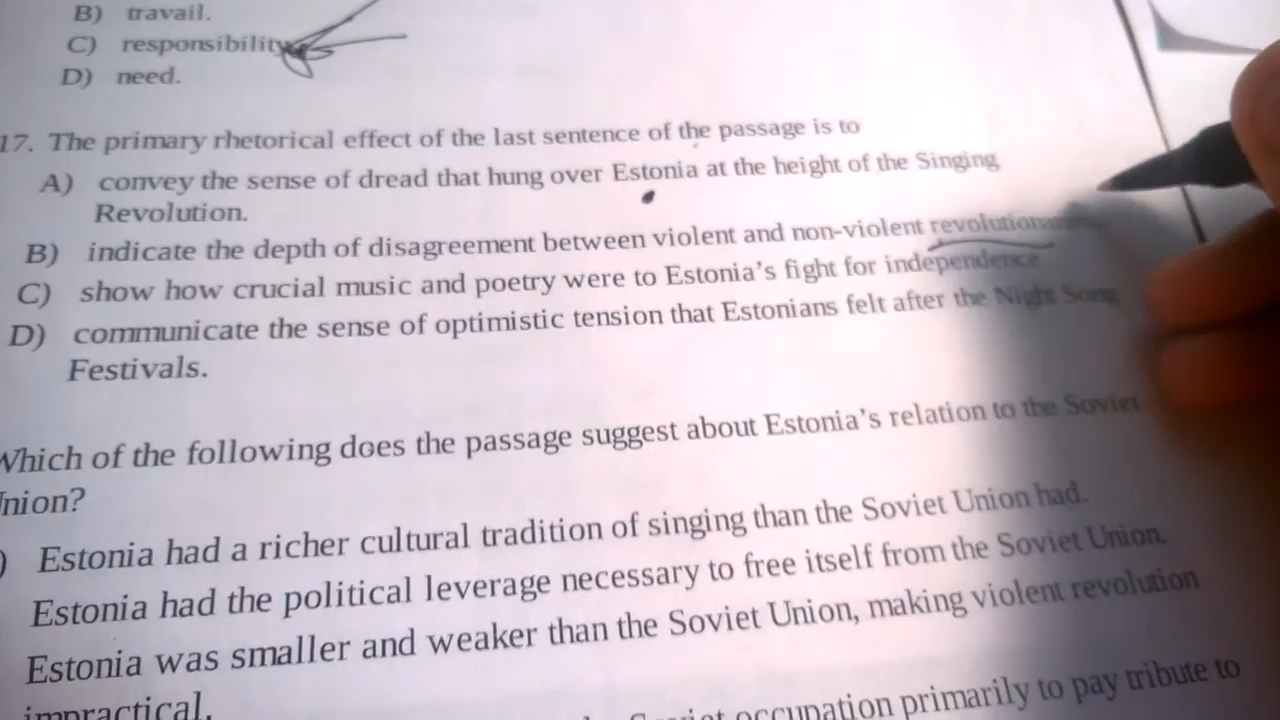 B) travail.
C) responsibility
D) need.
17. The primary rhetorical effect of the last sentence of the passage is to
A) convey the sense of dread that hung over Estonia at the height of the Singing
Revolution.
B) indicate the depth of disagreement between violent and non-violent
C) show how crucial music and poetry were to Estonia's fight for independence
D) communicate the sense of optimistic tension that Estonians felt after the Night Song
Festivals.
Which of the following does the passage suggest about Estonia's relation to the Soviet
Union?
) Estonia had a richer cultural tradition of singing than the Soviet Union had.
Estonia had the political leverage necessary to free itself from the Soviet Union.
Estonia was smaller and weaker than the Soviet Union, making violent revolution
impractical.
occupation primarily to pay tribute to